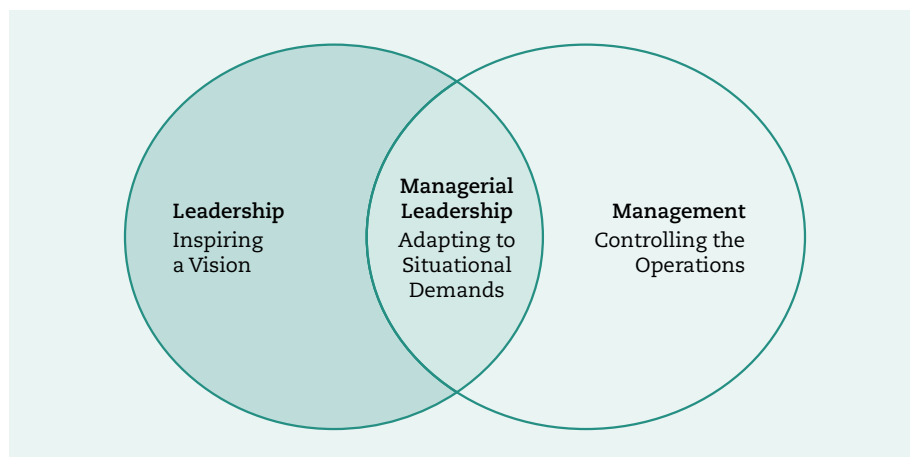 Leadership
Inspiring
a Vision
Managerial
Leadership
Adapting to
Situational
Demands
Management
Controlling the
Operations